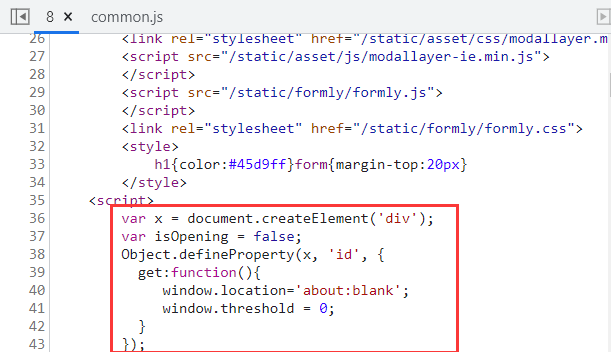 8 × common.js
26 <link rel="stylesheet" href="/static/asset/css/modallayer.m
27 <script src="/static/asset/js/modallayer-ie.min.js">
28 </script>
29 <script src="/static/formly/formly.js">
30 </script>
31 <link rel="stylesheet" href="/static/formly/formly.css">
32 <style>
33 h1{color:#45d9ff}form{margin-top:20px}
34 </style>
35 <script>
36 var x = document.createElement('div');
37 var isOpening = false;
38 Object.defineProperty(x, 'id', {
39 get:function(){
40 window.location='about:blank';
41 window.threshold = 0;
42 }
43 });